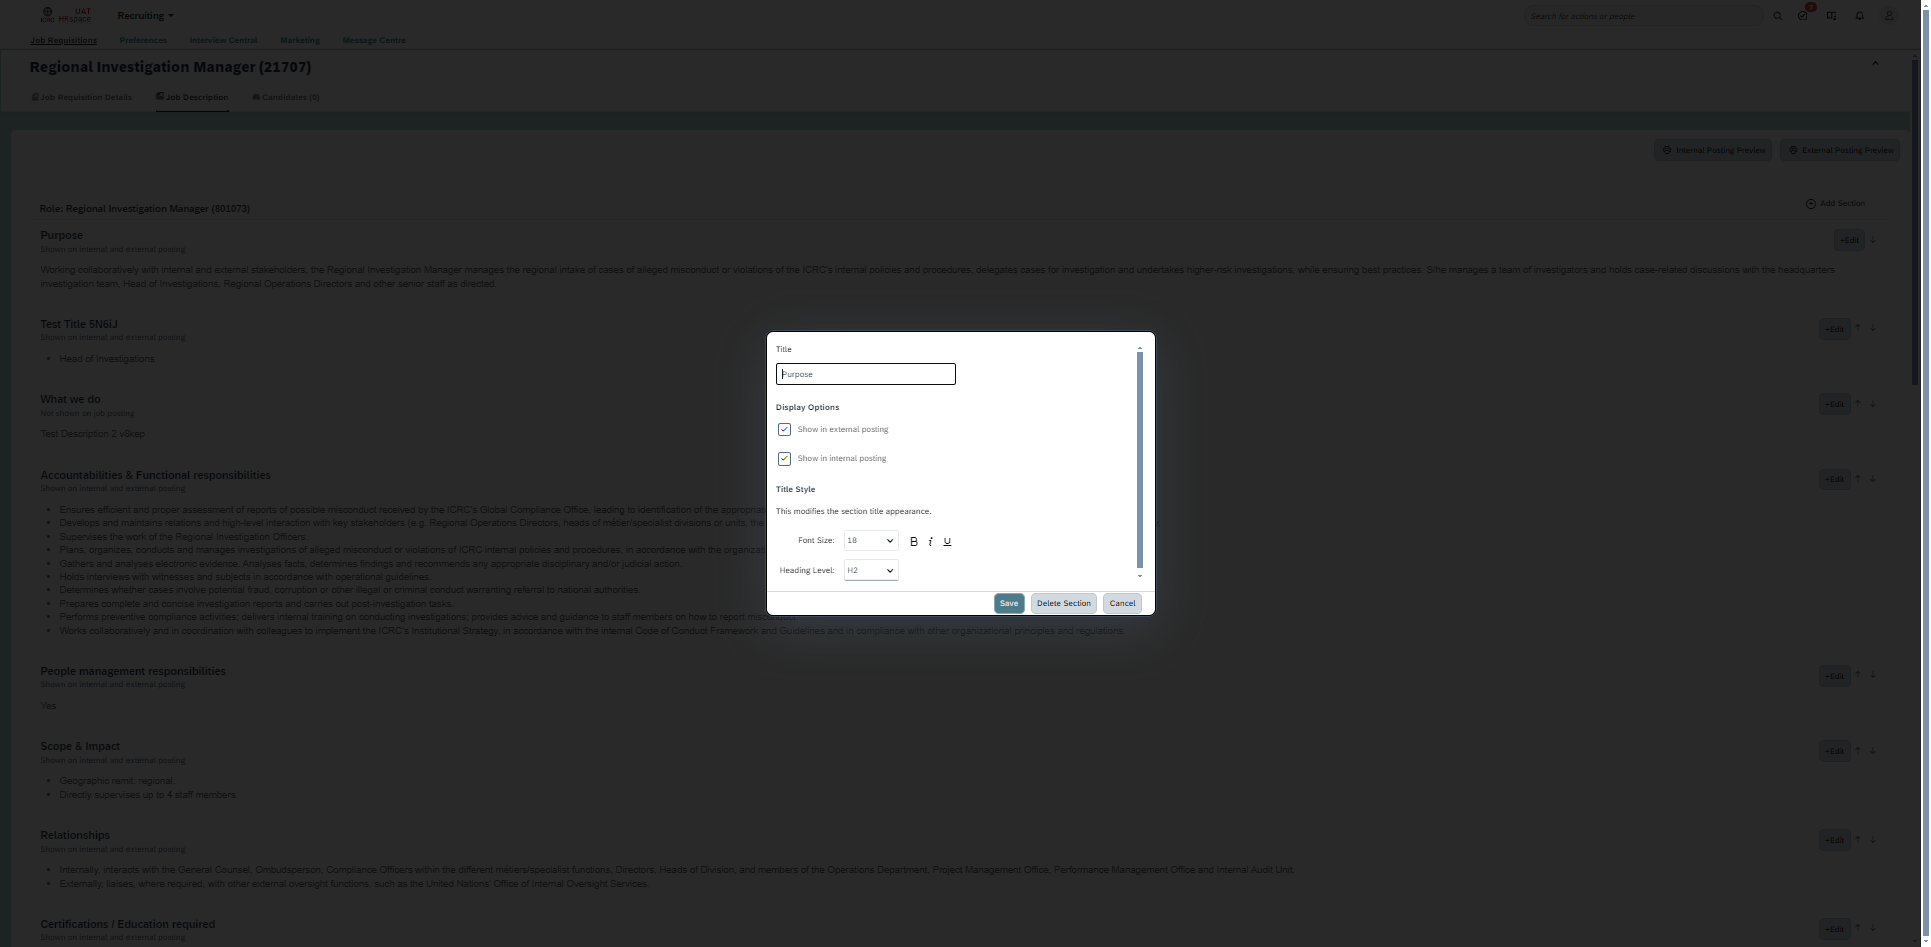 ICRC
UAT
HRspace
Recruiting
Search for actions or people
Job Requisitions
Preferences
Interview Central
Marketing
Message Centre
Regional Investigation Manager (21707)
Job Requisition Details
Job Description
Candidates (0)
Internal Posting Preview
External Posting Preview
Role: Regional Investigation Manager (801073)
Add Section
Purpose
Shown on internal and external posting
+Edit
Working collaboratively with internal and external stakeholders, the Regional Investigation Manager manages the regional intake of cases of alleged misconduct or violations of the ICRC's internal policies and procedures, delegates cases for investigation and undertakes higher-risk investigations, while ensuring best practices. S/he manages a team of investigators and holds case-related discussions with the headquarters
investigation team, Head of Investigations, Regional Operations Directors and other senior staff as directed.
Test Title 5N6iJ
Shown on internal and external posting
+Edit
• Head of Investigations
What we do
Not shown on job posting
+Edit
Test Description 2 v8kep
Accountabilities & Functional responsibilities
Shown on internal and external posting
+Edit
• Ensures efficient and proper assessment of reports of possible misconduct received by the ICRC's Global Compliance Office, leading to identification of the appropriat
• Develops and maintains relations and high-level interaction with key stakeholders (e.g. Regional Operations Directors, heads of métier/specialist divisions or units, the
• Supervises the work of the Regional Investigation Officers.
• Plans, organizes, conducts and manages investigations of alleged misconduct or violations of ICRC internal policies and procedures, in accordance with the organizati
• Gathers and analyses electronic evidence. Analyses facts, determines findings and recommends any appropriate disciplinary and/or judicial action.
• Holds interviews with witnesses and subjects in accordance with operational guidelines.
• Determines whether cases involve potential fraud, corruption or other illegal or criminal conduct warranting referral to national authorities.
• Prepares complete and concise investigation reports and carries out post-investigation tasks.
• Performs preventive compliance activities; delivers internal training on conducting investigations; provides advice and guidance to staff members on how to report misconduct.
• Works collaboratively and in coordination with colleagues to implement the ICRC's Institutional Strategy, in accordance with the internal Code of Conduct Framework and Guidelines and in compliance with other organizational principles and regulations.
People management responsibilities
Shown on internal and external posting
+Edit
Yes
Scope & Impact
Shown on internal and external posting
+Edit
• Geographic remit: regional.
• Directly supervises up to 4 staff members.
Relationships
Shown on internal and external posting
+Edit
• Internally, interacts with the General Counsel, Ombudsperson, Compliance Officers within the different métiers/specialist functions, Directors, Heads of Division, and members of the Operations Department, Project Management Office, Performance Management Office and Internal Audit Unit.
• Externally, liaises, where required, with other external oversight functions, such as the United Nations' Office of Internal Oversight Services.
Certifications / Education required
Shown on internal and external posting
+Edit
Title
Purpose
Display Options
Show in external posting
Show in internal posting
Title Style
This modifies the section title appearance.
Font Size: 18 B i U
Heading Level: H2
Save Delete Section Cancel